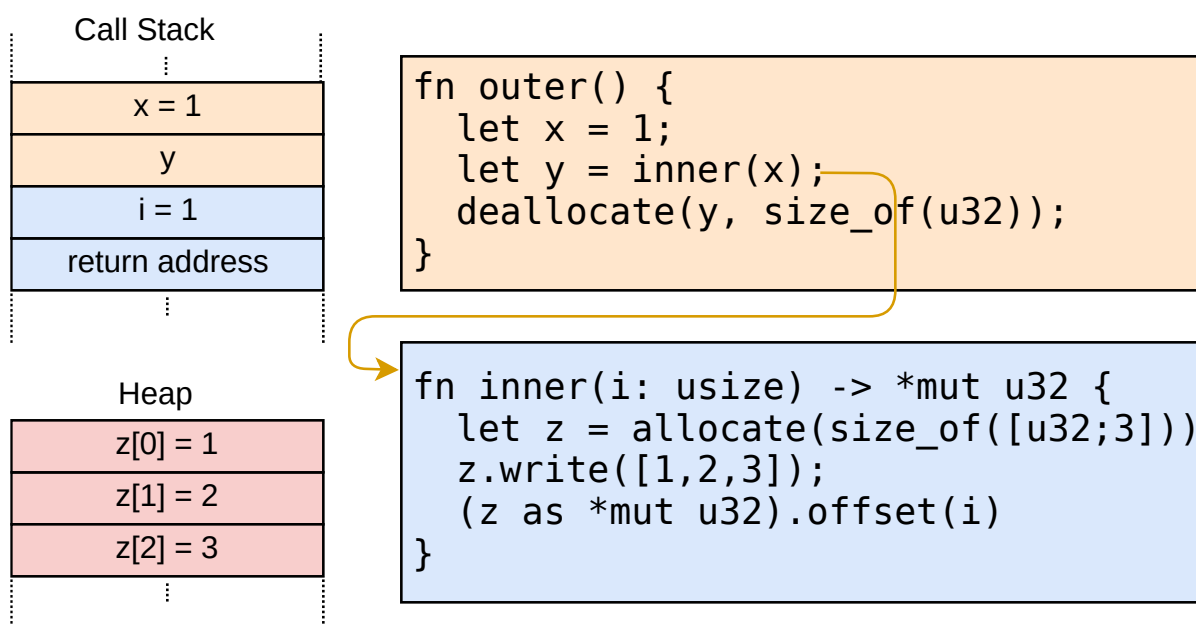 Call Stack
x = 1
y
i = 1
return address
Heap
z[0] = 1
z[1] = 2
z[2] = 3
fn outer() {
  let x = 1;
  let y = inner(x);
  deallocate(y, size_of(u32));
}
fn inner(i: usize) -> *mut u32 {
  let z = allocate(size_of([u32;3]))
  z.write([1,2,3]);
  (z as *mut u32).offset(i)
}